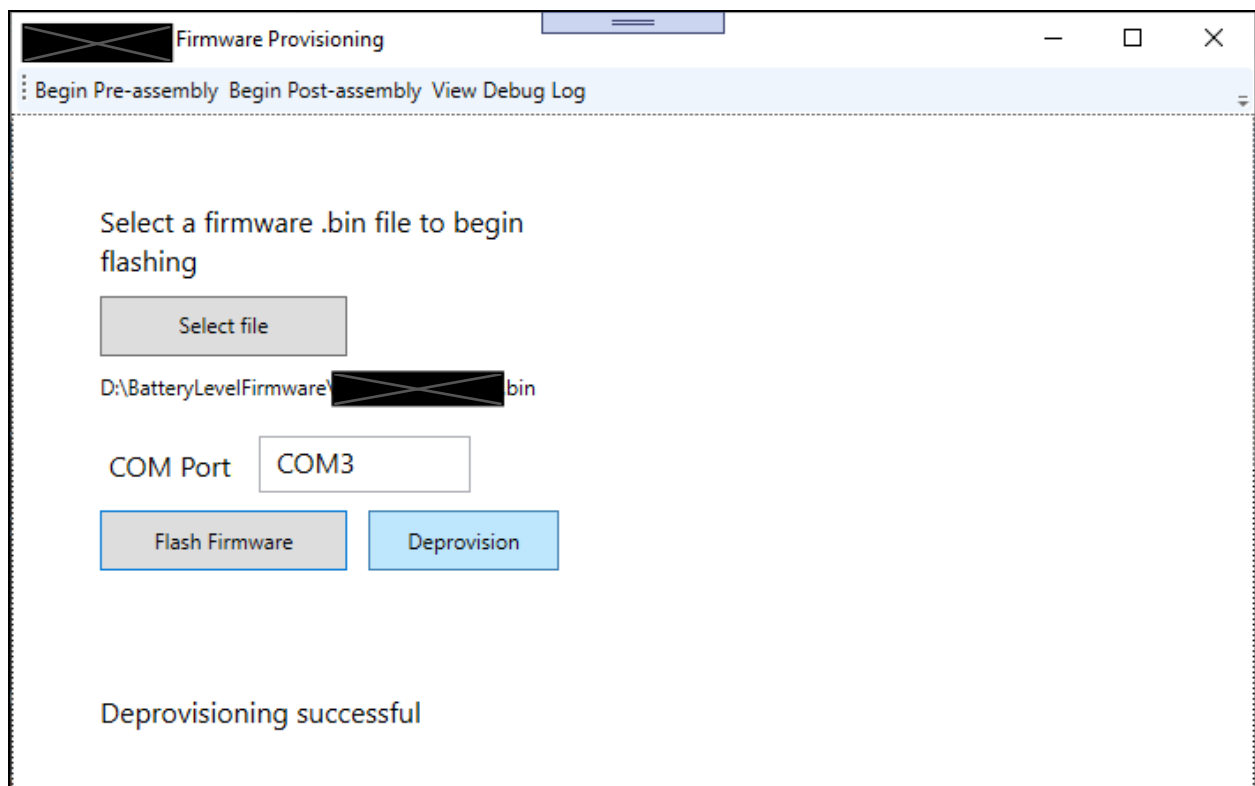 Firmware Provisioning
Begin Pre-assembly Begin Post-assembly View Debug Log
Select a firmware .bin file to begin
flashing
Select file
D:\BatteryLevelFirmware\ bin
COM Port COM3
Flash Firmware Deprovision
Deprovisioning successful